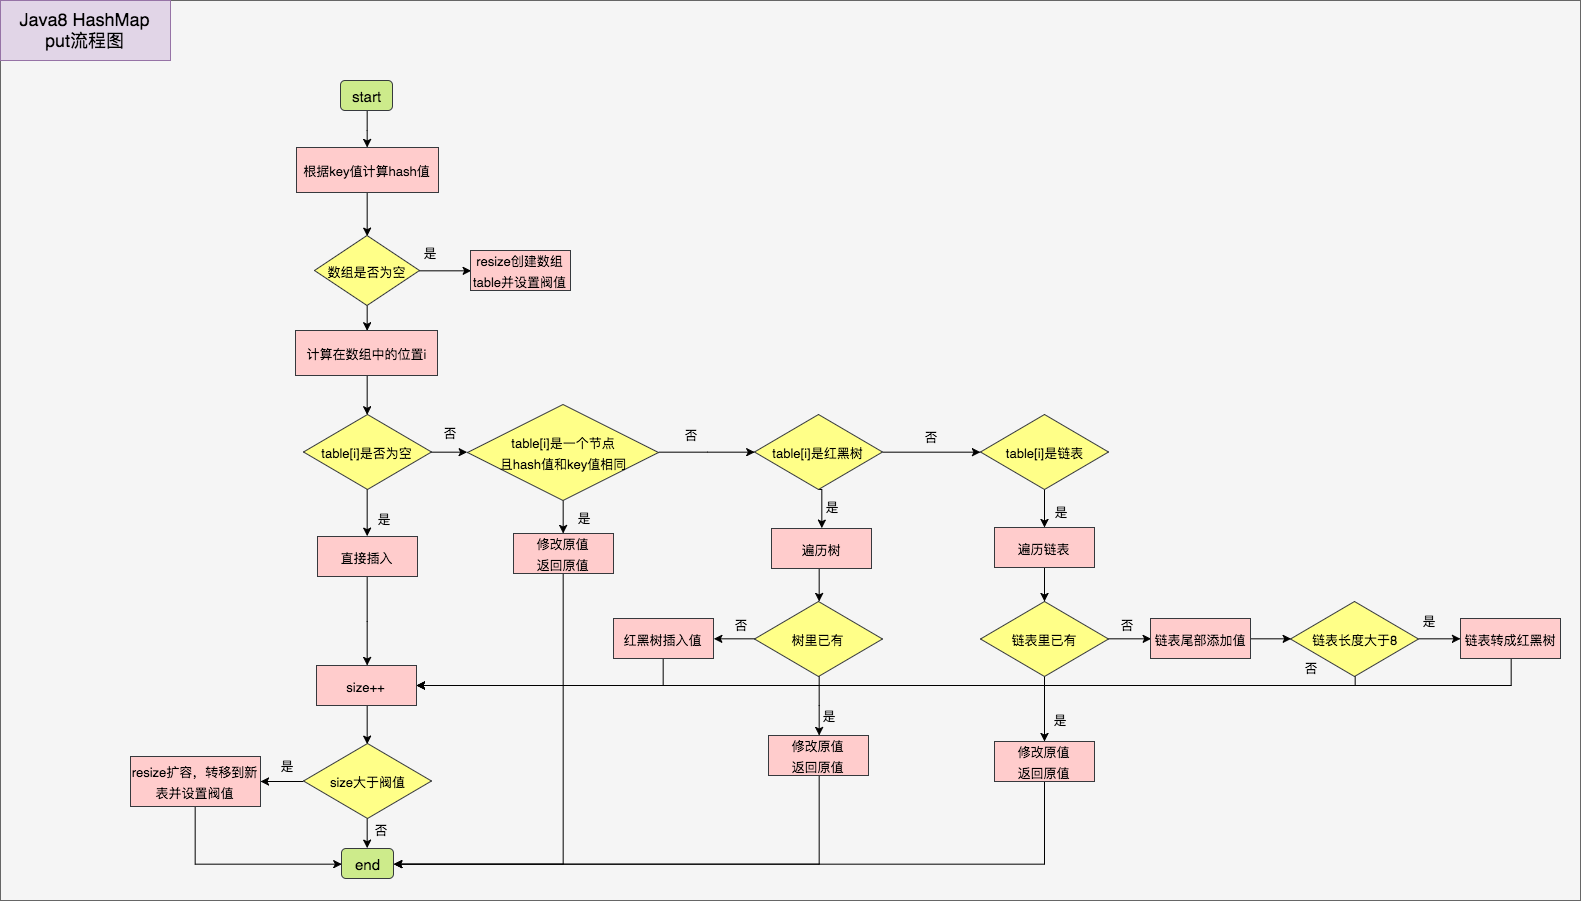 Java8 HashMap
put流程图
start
根据key值计算hash值
数组是否为空
是
resize创建数组
table并设置阀值
计算在数组中的位置i
table[i]是否为空
否
table[i]是一个节点
且hash值和key值相同
否
table[i]是红黑树
否
table[i]是链表
是
直接插入
是
修改原值
返回原值
是
遍历树
是
遍历链表
红黑树插入值
否
树里已有
链表里已有
否
链表尾部添加值
链表长度大于8
是
链表转成红黑树
否
size++
是
修改原值
返回原值
是
修改原值
返回原值
resize扩容，转移到新
表并设置阀值
是
size大于阀值
否
end